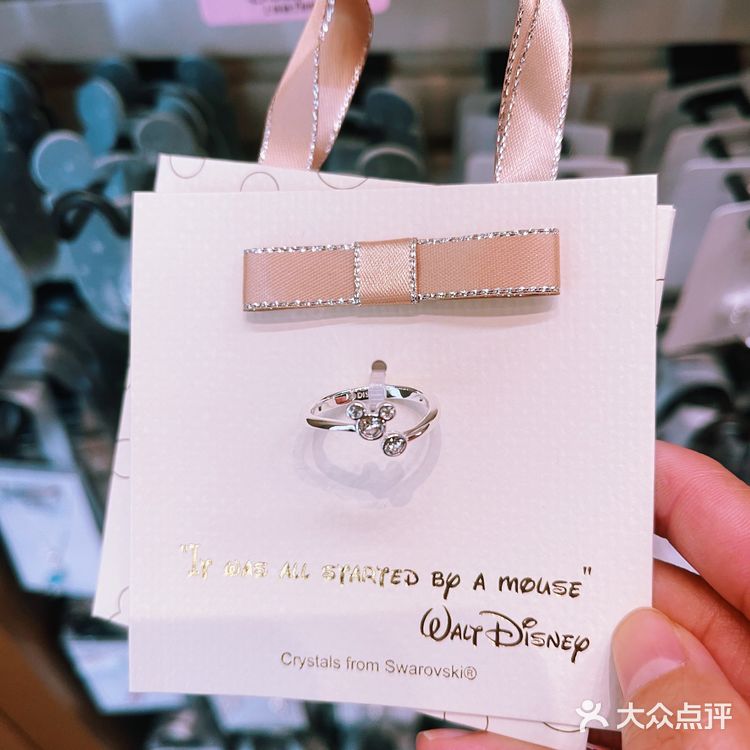 "It was all started by a mouse"
Walt Disney
Crystals from Swarovski®
大众点评